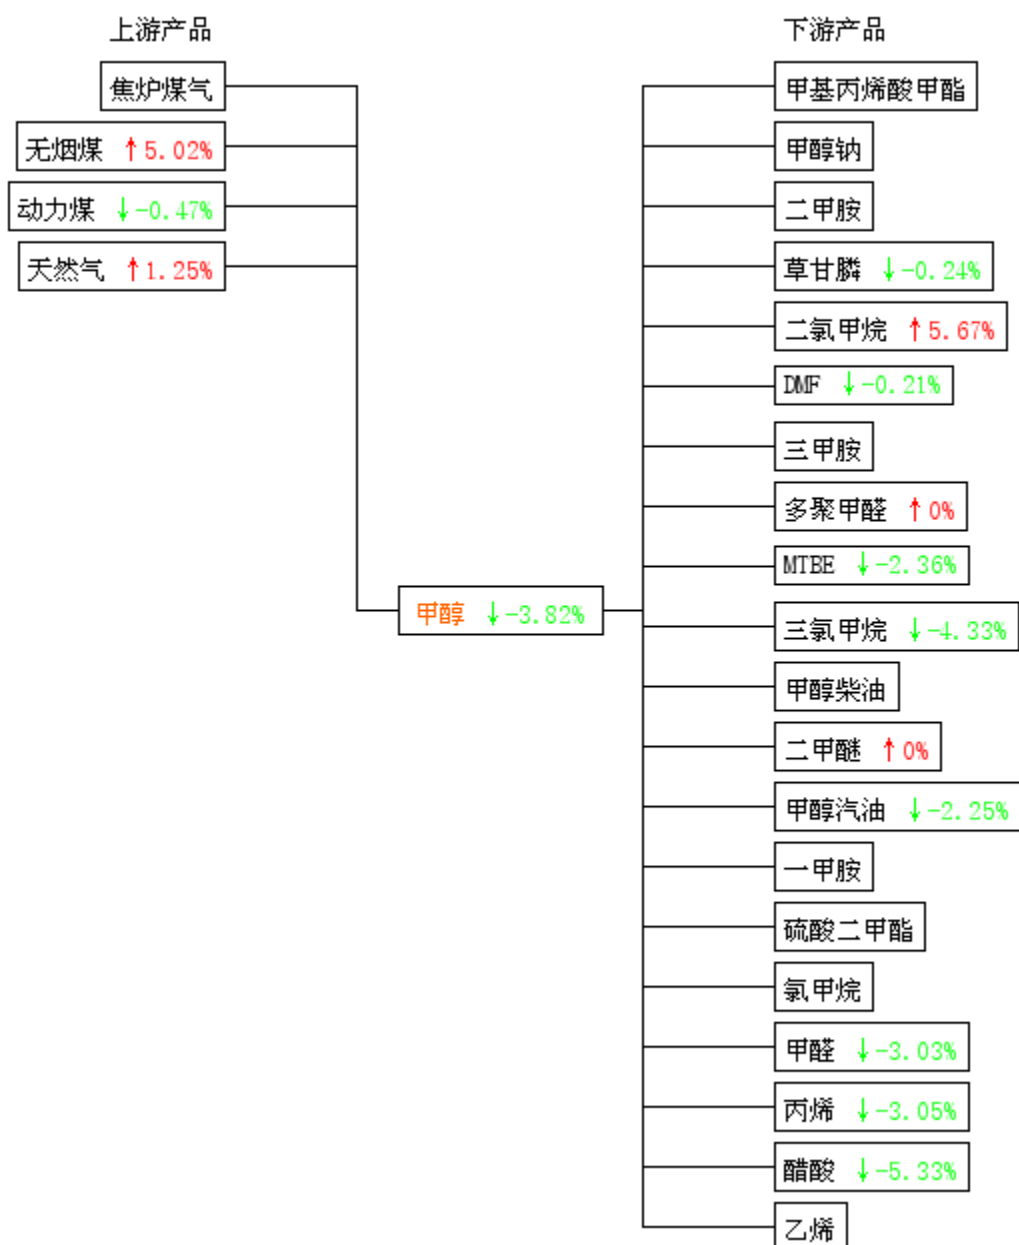 上游产品
焦炉煤气
无烟煤 ↑5.02%
动力煤 ↓-0.47%
天然气 ↑1.25%
甲醇 ↓-3.82%
下游产品
甲基丙烯酸甲酯
甲醇钠
二甲胺
草甘膦 ↓-0.24%
二氯甲烷 ↑5.67%
DMF ↓-0.21%
三甲胺
多聚甲醛 ↑0%
MTBE ↓-2.36%
三氯甲烷 ↓-4.33%
甲醇柴油
二甲醚 ↑0%
甲醇汽油 ↓-2.25%
一甲胺
硫酸二甲酯
氯甲烷
甲醛 ↓-3.03%
丙烯 ↓-3.05%
醋酸 ↓-5.33%
乙烯